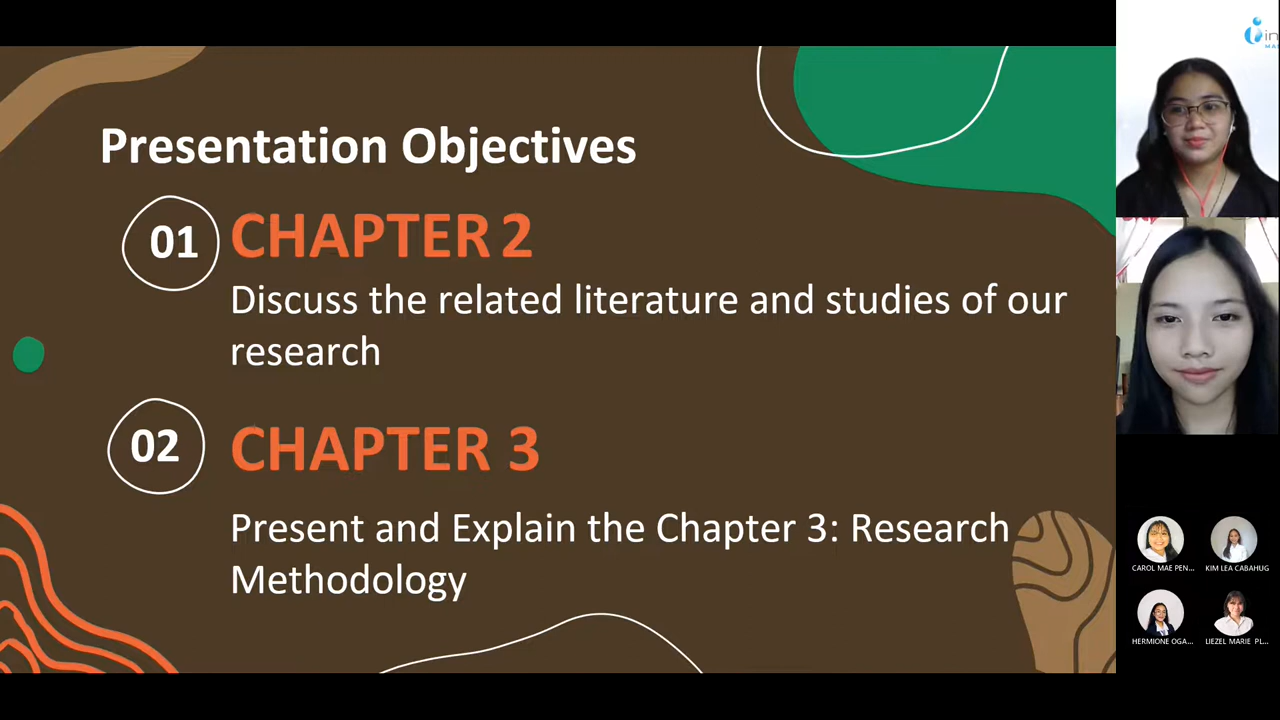 Presentation Objectives
01
CHAPTER 2
Discuss the related literature and studies of our
research
02
CHAPTER 3
Present and Explain the Chapter 3: Research
Methodology
in
CAROL MAE PEN...
KIM LEA CABAHUG
HERMIONE OGA...
LIEZEL MARIE PL...